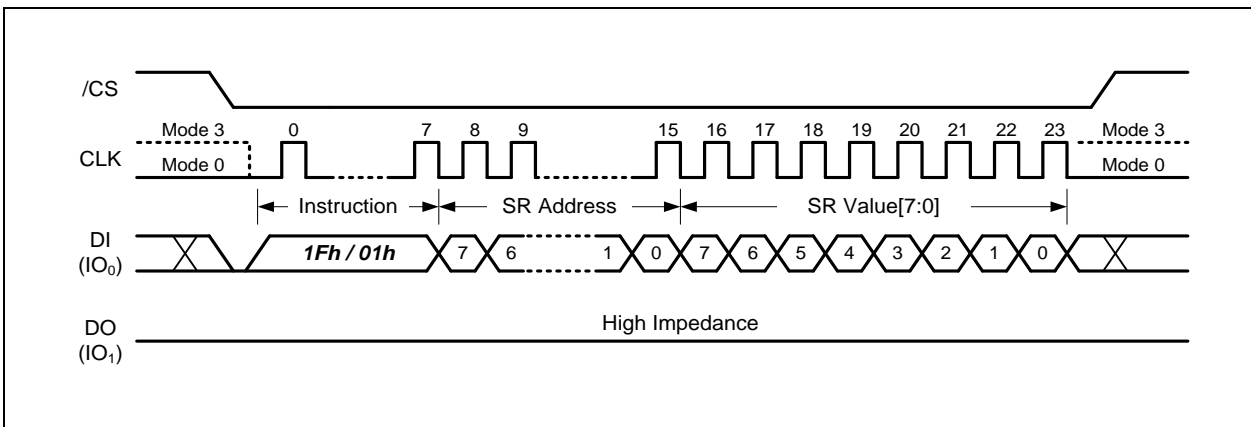 /CS
Mode 3 0 7 8 9 15 16 17 18 19 20 21 22 23 Mode 3
CLK
Mode 0 Mode 0
Instruction SR Address SR Value[7:0]
DI
(IO₀)
1Fh / 01h 7 6 1 0 7 6 5 4 3 2 1 0
High Impedance
DO
(IO₁)